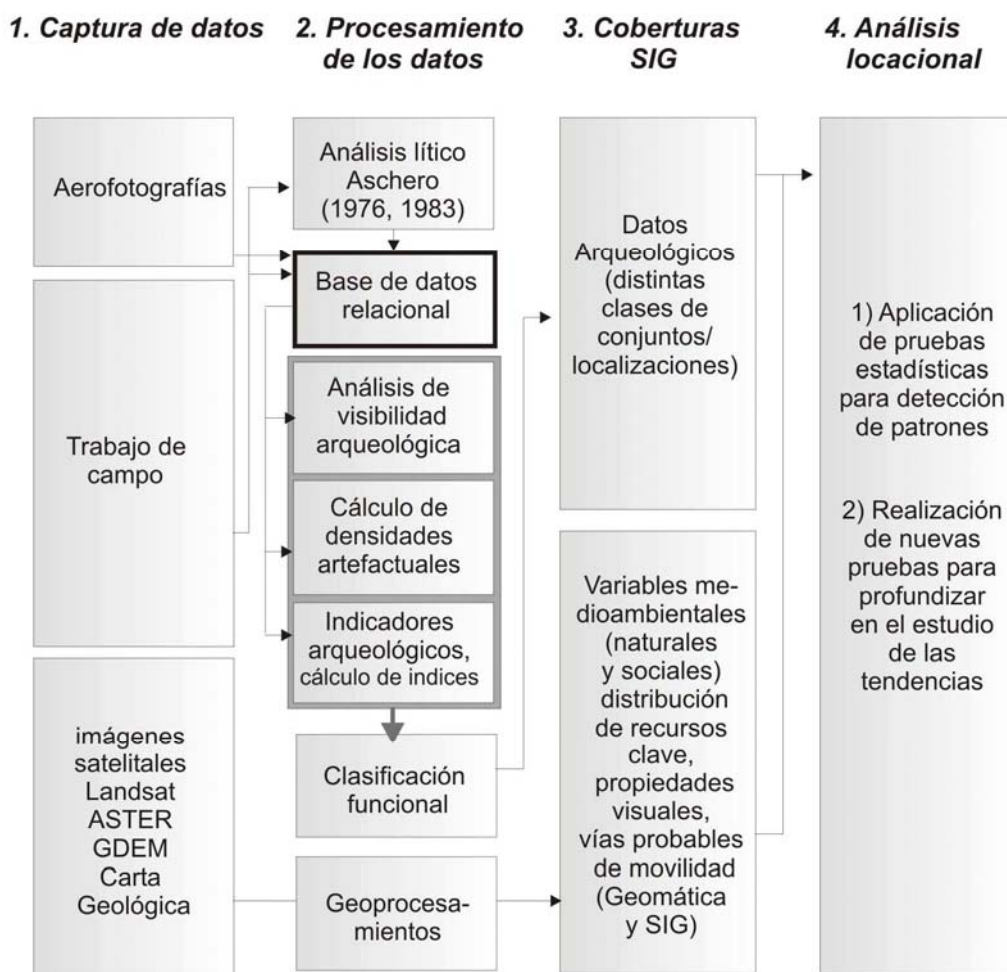 1. Captura de datos
2. Procesamiento
de los datos
3. Coberturas
SIG
4. Análisis
locacional
Aerofotografías
Trabajo de
campo
imágenes
satelitales
Landsat
ASTER
GDEM
Carta
Geológica
Análisis lítico
Aschero
(1976, 1983)
Base de datos
relacional
Análisis de
visibilidad
arqueológica
Cálculo de
densidades
artefactuales
Indicadores
arqueológicos,
cálculo de indices
Clasificación
funcional
Geoprocesa-
mientos
Datos
Arqueológicos
(distintas
clases de
conjuntos/
localizaciones)
Variables me-
dioambientales
(naturales
y sociales)
distribución
de recursos
clave,
propiedades
visuales,
vías probables
de movilidad
(Geomática
y SIG)
1) Aplicación
de pruebas
estadísticas
para detección
de patrones
2) Realización
de nuevas
pruebas para
profundizar
en el estudio
de las
tendencias